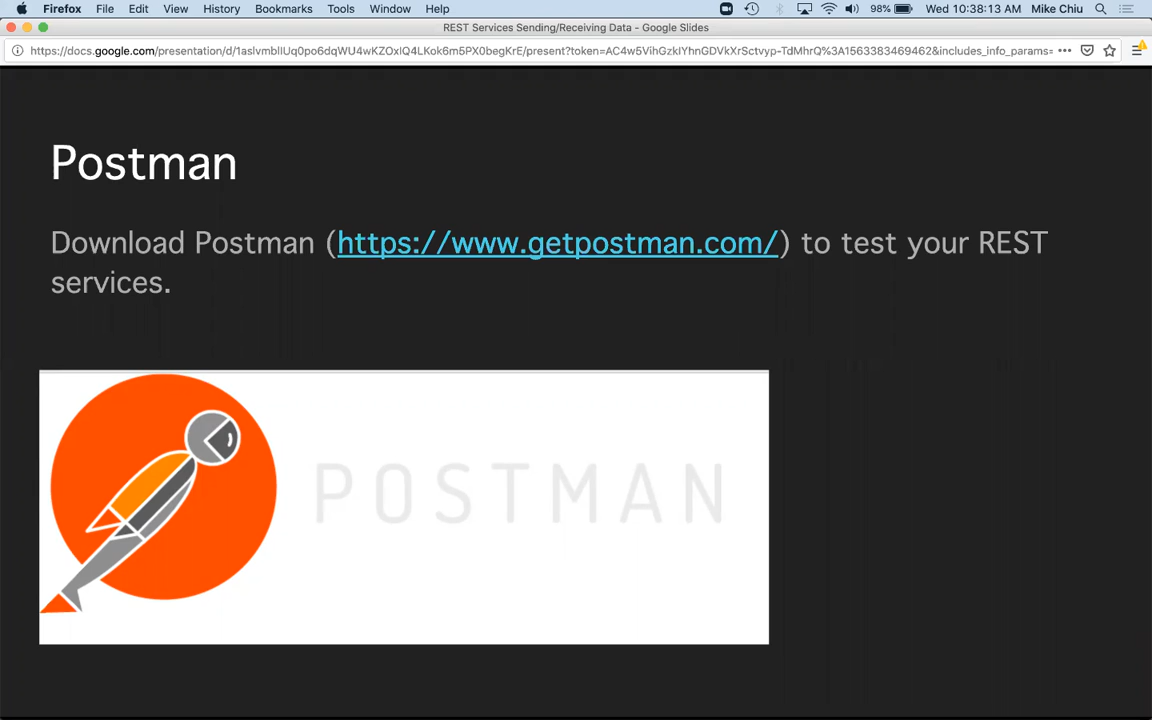 Firefox File Edit View History Bookmarks Tools Window Help 98% Wed 10:38:13 AM Mike Chiu
REST Services Sending/Receiving Data - Google Slides
https://docs.google.com/presentation/d/1aslvmblIUq0po6dqWU4wKZOxlQ4LKok6m5PX0begKrE/present?token=AC4w5VihGzklYhnGDVkXrSctvyp-TdMhrQ%3A1563383469462&includes_info_params=
Postman
Download Postman (https://www.getpostman.com/) to test your REST
services.
POSTMAN